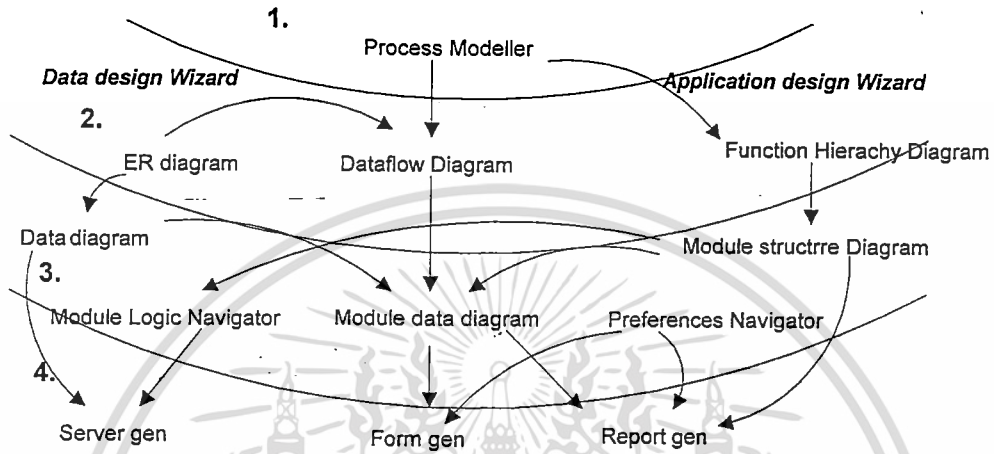 1.
Process Modeller
Data design Wizard
Application design Wizard
2.
ER diagram
Dataflow Diagram
Function Hierachy Diagram
Data diagram
Module structrre Diagram
3.
Module Logic Navigator
Module data diagram
Preferences Navigator
4.
Server gen
Form gen
Report gen